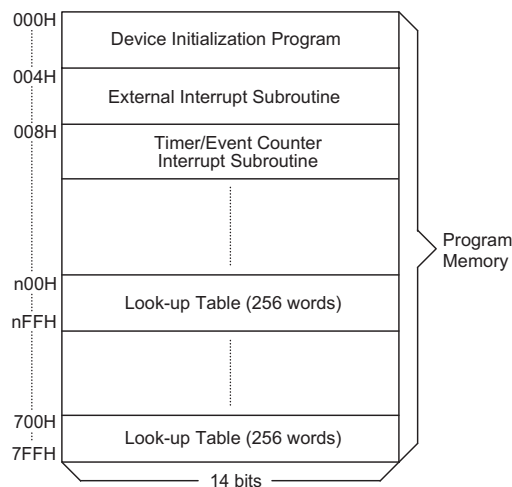 000H
Device Initialization Program
004H
External Interrupt Subroutine
008H
Timer/Event Counter
Interrupt Subroutine
Program
Memory
n00H
Look-up Table (256 words)
nFFH
700H
Look-up Table (256 words)
7FFH
14 bits